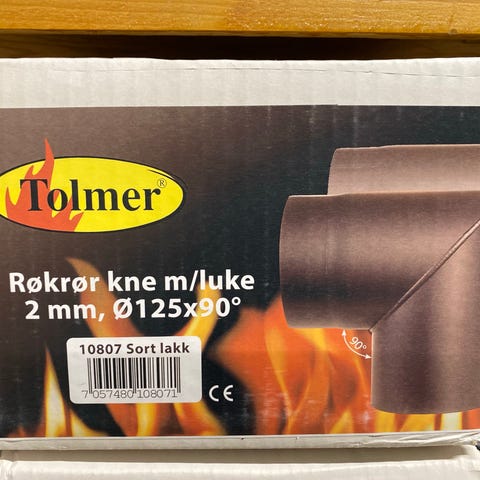 Tolmer®
Røkrør kne m/luke
2 mm, Ø125x90°
90°
10807 Sort lakk
7 057480 108071
CE